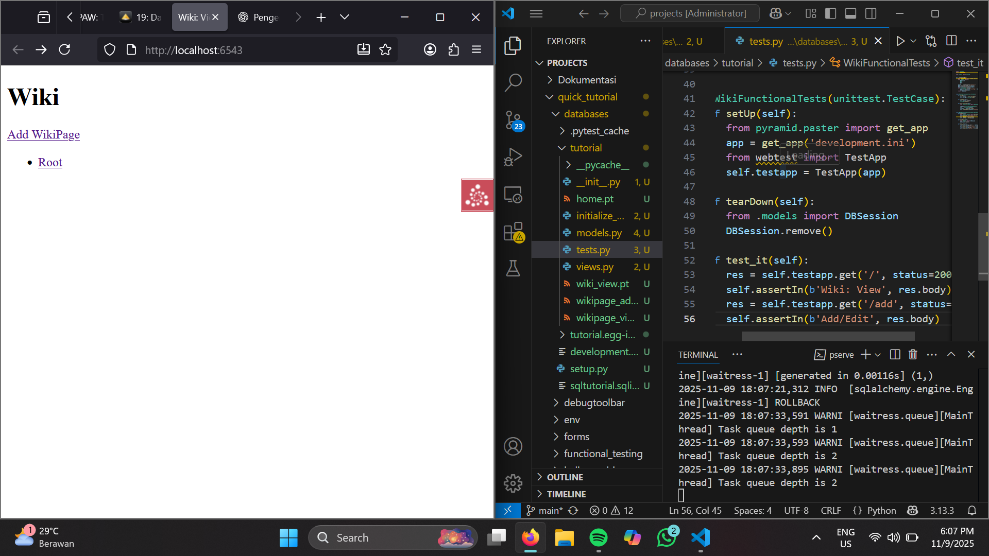 PAW:
19: Da
Wiki: Vi
Penge
http://localhost:6543
Wiki
Add WikiPage
Root
projects [Administrator]
EXPLORER
PROJECTS
Dokumentasi
quick_tutorial
databases
.pytest_cache
tutorial
__pycache__
__init__.py 1, U
home.pt U
initialize_... 2, U
models.py 4, U
tests.py 3, U
views.py 2, U
wiki_view.pt U
wikipage_ad... U
wikipage_vi... U
tutorial.egg-i...
development.... U
setup.py U
sqltutorial.sqli... U
debugtoolbar
env
forms
functional_testing
OUTLINE
TIMELINE
23
as\... 2, U
tests.py ...\databases\... 3, U
databases > tutorial > tests.py > WikiFunctionalTests > test_it
40
41 WikiFunctionalTests(unittest.TestCase):
42 f setUp(self):
43 from pyramid.paster import get_app
44 app = get_app('development.ini')
45 from webtest import TestApp
46 self.testapp = TestApp(app)
47
48 f tearDown(self):
49 from .models import DBSession
50 DBSession.remove()
51
52 f test_it(self):
53 res = self.testapp.get('/', status=200
54 self.assertIn(b'Wiki: View', res.body)
55 res = self.testapp.get('/add', status=
56 self.assertIn(b'Add/Edit', res.body)
Loading...
TERMINAL
pserve
ine][waitress-1] [generated in 0.00116s] (1,)
2025-11-09 18:07:21,312 INFO [sqlalchemy.engine.Eng
ine][waitress-1] ROLLBACK
2025-11-09 18:07:33,591 WARNI [waitress.queue][MainT
hread] Task queue depth is 1
2025-11-09 18:07:33,593 WARNI [waitress.queue][MainT
hread] Task queue depth is 2
2025-11-09 18:07:33,895 WARNI [waitress.queue][MainT
hread] Task queue depth is 2
main*
0 12
Ln 56, Col 45
Spaces: 4
UTF-8
CRLF
{} Python
3.13.3
1
29°C
Berawan
Search
2
ENG
US
6:07 PM
11/9/2025